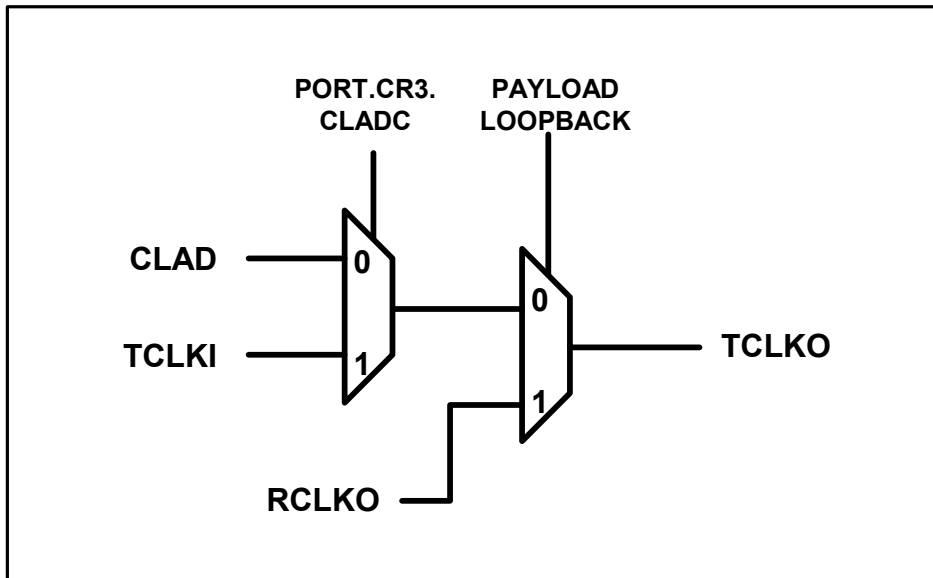 PORT.CR3.
CLADC
PAYLOAD
LOOPBACK
CLAD
0
TCLKI
1
0
1
TCLKO
RCLKO